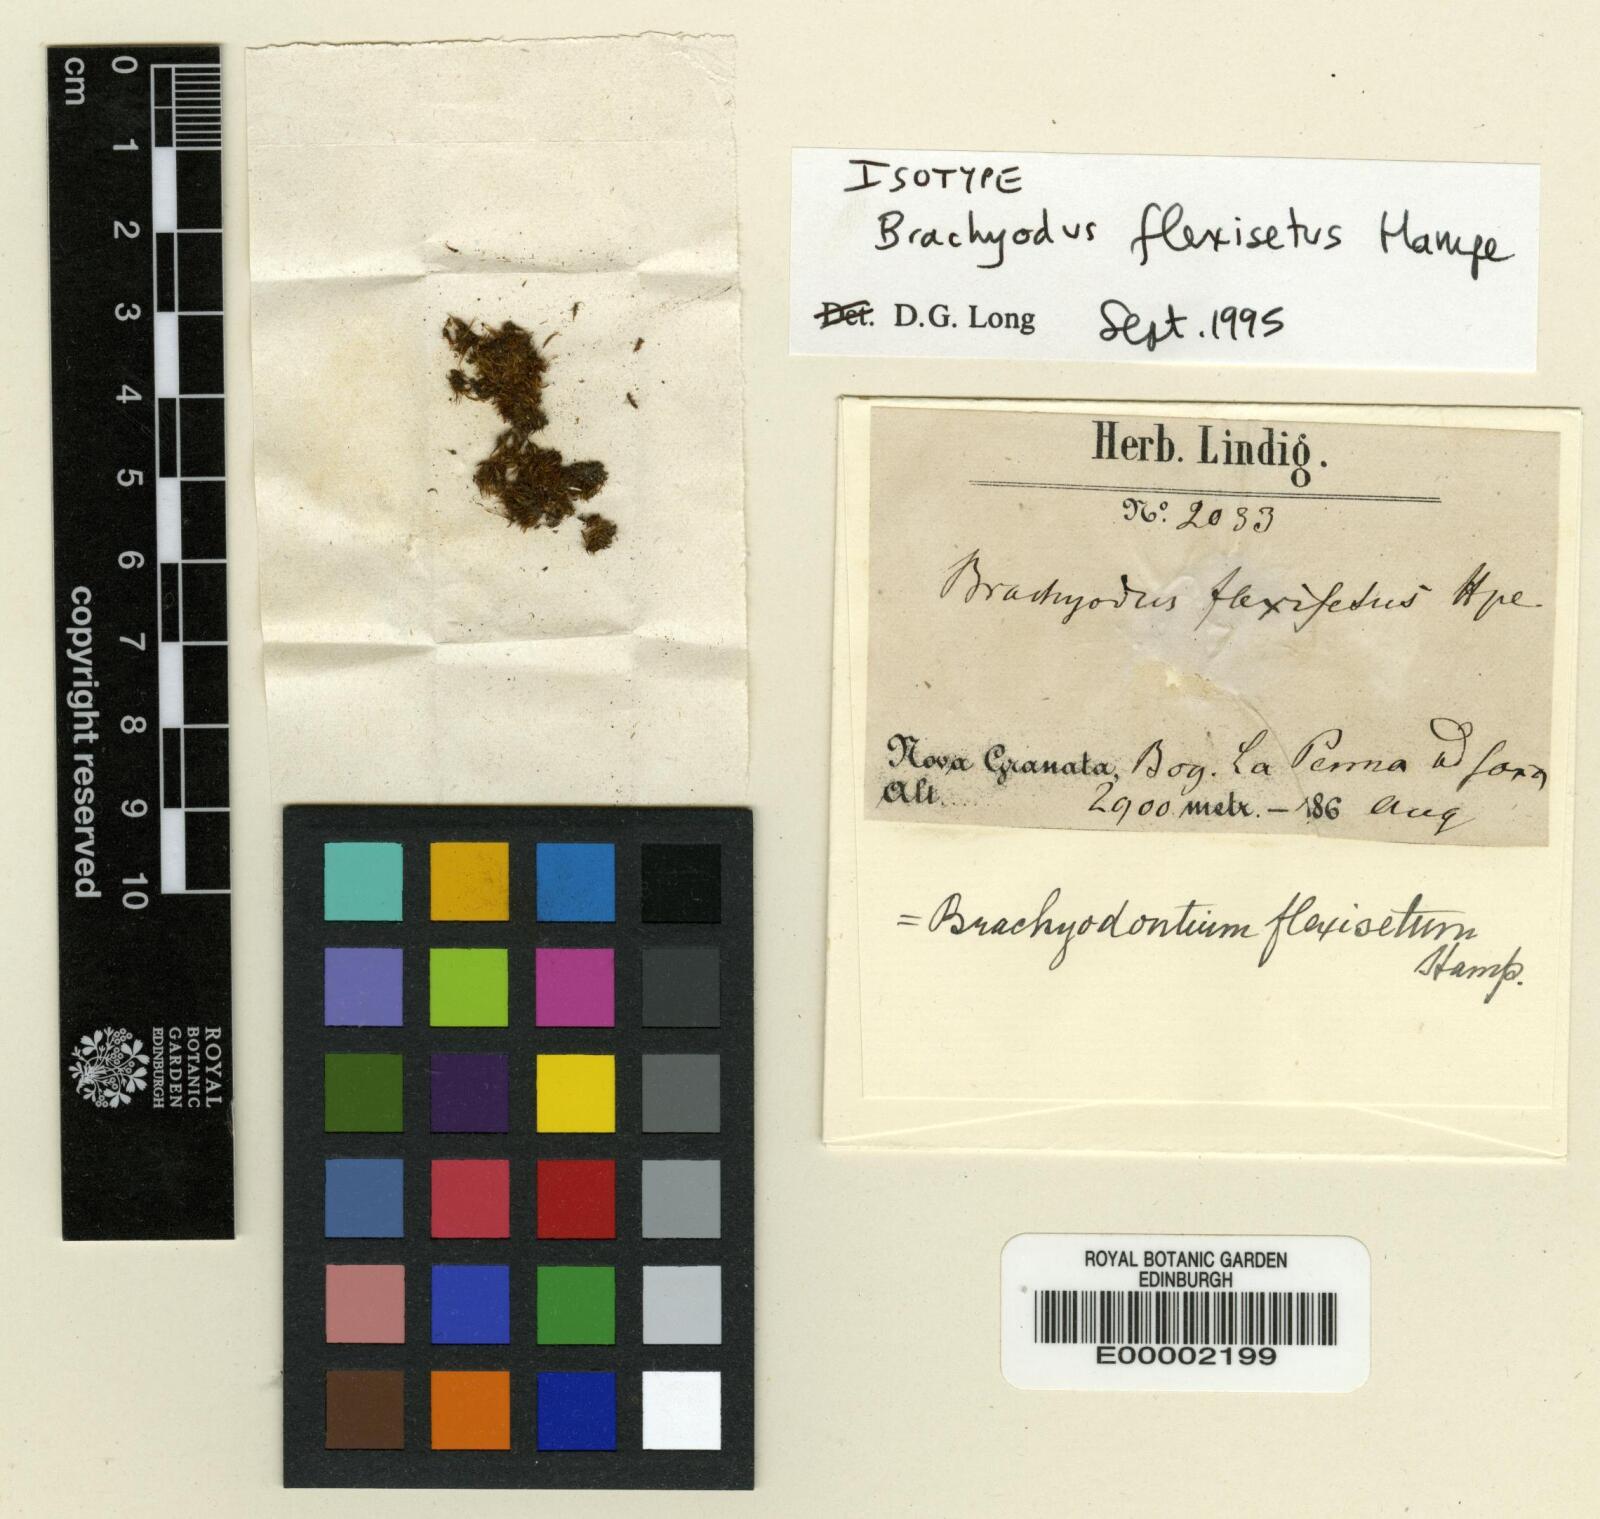 cm
0
1
2
3
4
5
6
7
8
9
10
copyright reserved
ROYAL
BOTANIC
GARDEN
EDINBURGH
ISOTYPE
Brachyodus flexisetus Hampe
Det. D.G. Long Sept. 1995
Herb. Lindig.
No. 2033
Brachyodus flexisetus Hpe
Nova Granata, Bog. La Penna ad saxa
Alt. 2900 metr. – 186 Aug
= Brachyodontium flexisetum
Hamp.
ROYAL BOTANIC GARDEN
EDINBURGH
E00002199